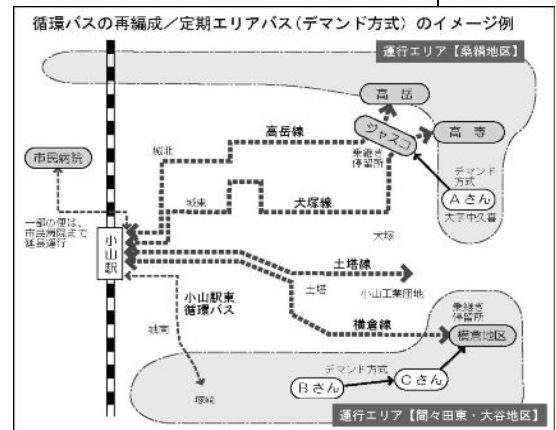 循環バスの再編成／定期エリアバス(デマンド方式)のイメージ例
運行エリア【桑絹地区】
高岳
高岳線
ジャスコ
高専
城北
乗継ぎ
停留所
市民病院
デマンド
方式
Aさん
大字中久喜
城東
犬塚線
一部の便は、
市民病院まで
延長運行
犬塚
小山駅
土塔線
土塔
小山工業団地
小山駅東
循環バス
乗継ぎ
停留所
横倉線
横倉地区
城南
デマンド方式
Bさん
Cさん
塚崎
運行エリア【間々田東・大谷地区】